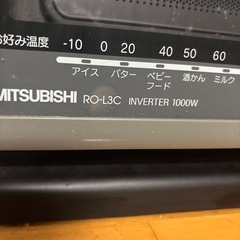 お好み温度 -10 0 20 40 50 60
アイス バター ベビーフード 酒かん ミルク
MITSUBISHI RO-L3C INVERTER 1000W